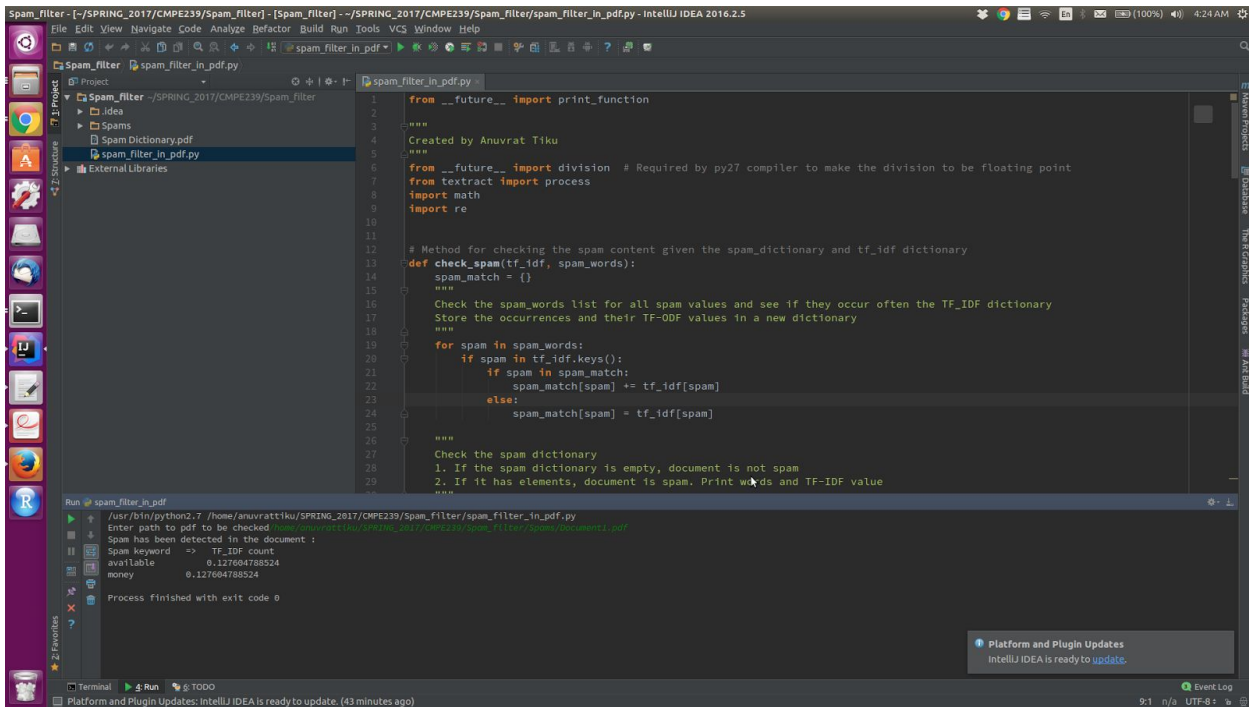 Spam_filter - [~/SPRING_2017/CMPE239/Spam_filter] - [Spam_filter] - ~/SPRING_2017/CMPE239/Spam_filter/spam_filter_in_pdf.py - IntelliJ IDEA 2016.2.5
En
(100%)
4:24 AM
File Edit View Navigate Code Analyze Refactor Build Run Tools VCS Window Help
spam_filter_in_pdf
Spam_filter spam_filter_in_pdf.py
Project
spam_filter_in_pdf.py
1: Project
Z: Structure
Spam_filter ~/SPRING_2017/CMPE239/Spam_filter
.idea
Spams
Spam Dictionary.pdf
spam_filter_in_pdf.py
External Libraries
1 from __future__ import print_function
2
3 """
4 Created by Anuvrat Tiku
5 """
6 from __future__ import division # Required by py27 compiler to make the division to be floating point
7 from textract import process
8 import math
9 import re
10
11
12 # Method for checking the spam content given the spam_dictionary and tf_idf dictionary
13 def check_spam(tf_idf, spam_words):
14 spam_match = {}
15 """
16 Check the spam_words list for all spam values and see if they occur often the TF_IDF dictionary
17 Store the occurrences and their TF-ODF values in a new dictionary
18 """
19 for spam in spam_words:
20 if spam in tf_idf.keys():
21 if spam in spam_match:
22 spam_match[spam] += tf_idf[spam]
23 else:
24 spam_match[spam] = tf_idf[spam]
25
26 """
27 Check the spam dictionary
28 1. If the spam dictionary is empty, document is not spam
29 2. If it has elements, document is spam. Print words and TF-IDF value
"""
Maven Projects
Database
The R Graphics
Packages
Ant Build
Run spam_filter_in_pdf
/usr/bin/python2.7 /home/anuvrattiku/SPRING_2017/CMPE239/Spam_filter/spam_filter_in_pdf.py
Enter path to pdf to be checked/home/anuvrattiku/SPRING_2017/CMPE239/Spam_filter/Spams/Document1.pdf
Spam has been detected in the document :
Spam keyword => TF_IDF count
available 0.127604788524
money 0.127604788524
Process finished with exit code 0
2: Favorites
Platform and Plugin Updates
IntelliJ IDEA is ready to update.
Terminal 4: Run 6: TODO
Event Log
Platform and Plugin Updates: IntelliJ IDEA is ready to update. (43 minutes ago)
9:1 n/a UTF-8